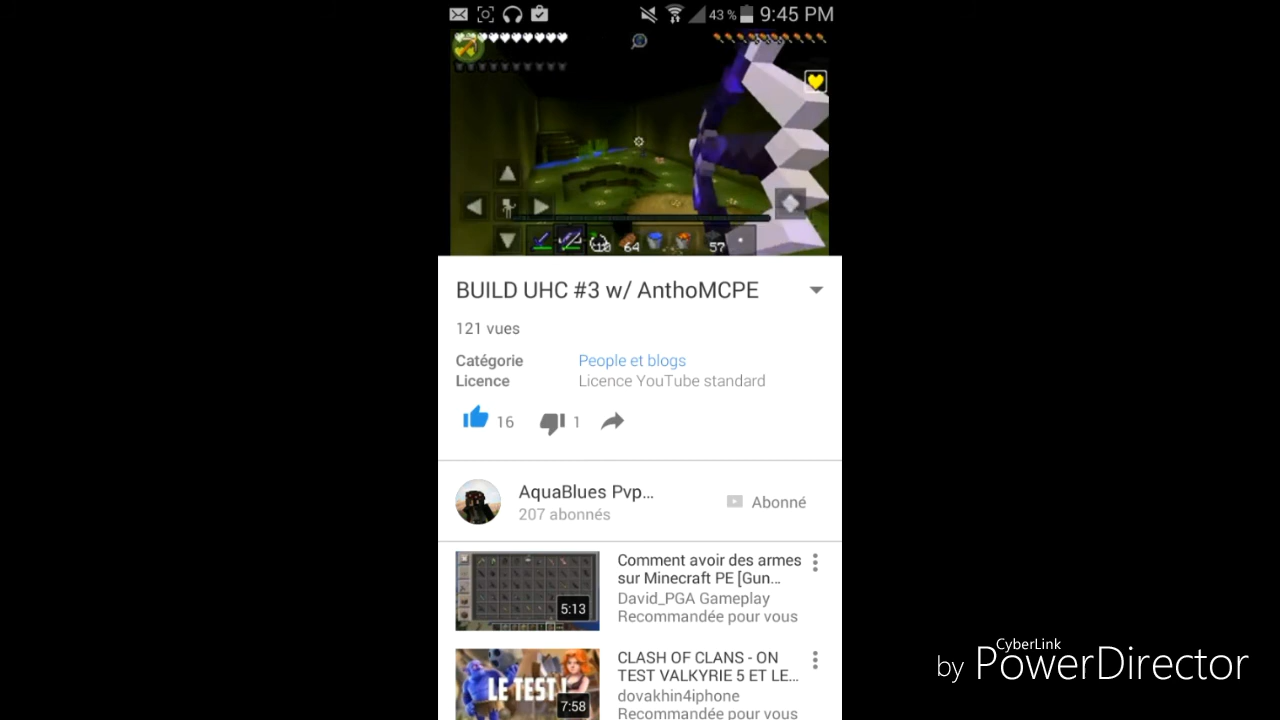 43 % 9:45 PM
10 64 57
BUILD UHC #3 w/ AnthoMCPE
121 vues
Catégorie People et blogs
Licence Licence YouTube standard
16 1
AquaBlues Pvp...
207 abonnés
Abonné
Comment avoir des armes
sur Minecraft PE [Gun...
David_PGA Gameplay
Recommandée pour vous
5:13
CLASH OF CLANS - ON
TEST VALKYRIE 5 ET LE...
dovakhin4iphone
Recommandée pour vous
LE TEST !
7:58
CyberLink
by PowerDirector